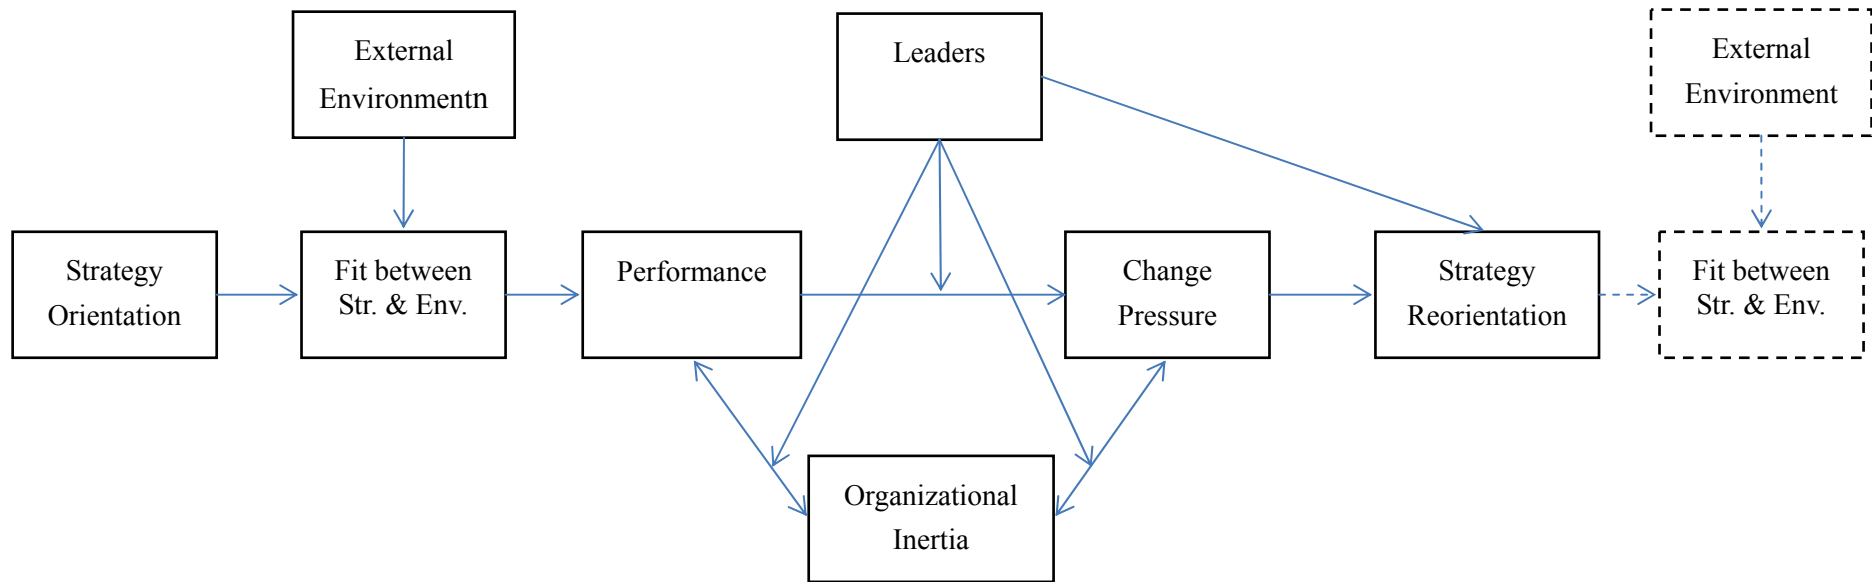 External
Environmentn
Leaders
External
Environment
Strategy
Orientation
Fit between
Str. & Env.
Performance
Change
Pressure
Strategy
Reorientation
Fit between
Str. & Env.
Organizational
Inertia